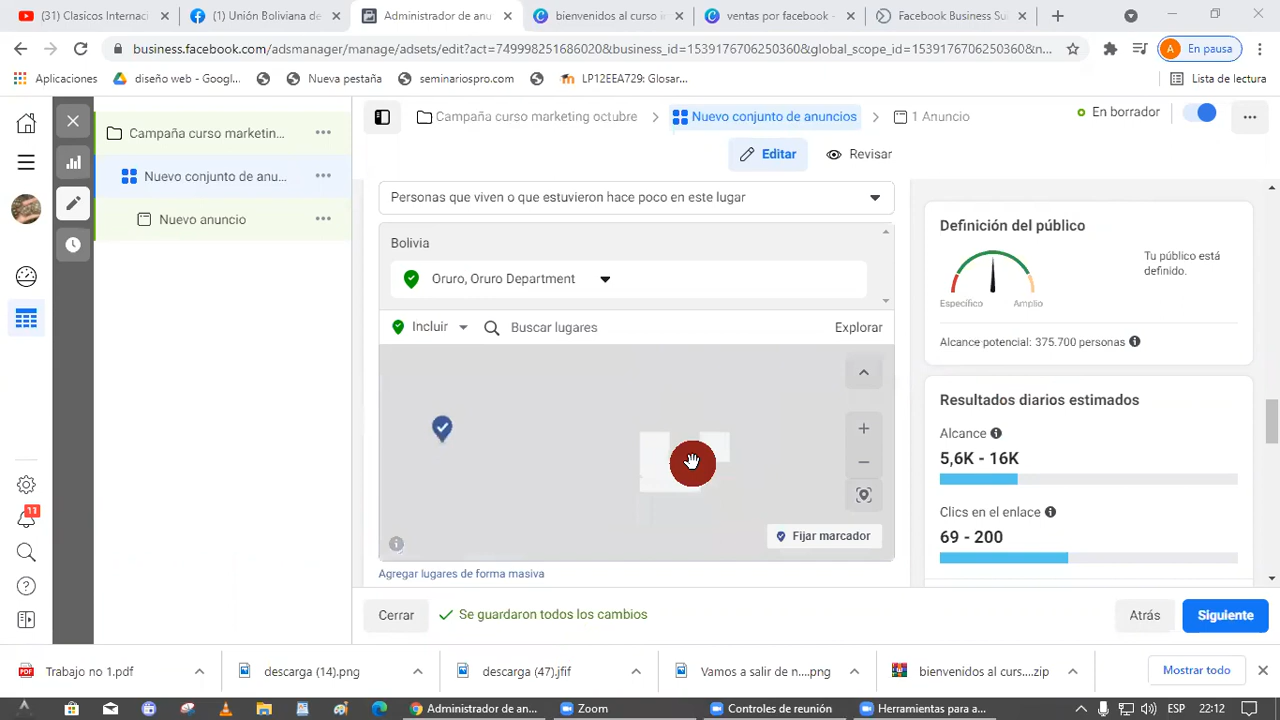 (31) Clasicos Internaci
(1) Unión Boliviana de
Administrador de anu
bienvenidos al curso i
ventas por facebook -
Facebook Business Su
business.facebook.com/adsmanager/manage/adsets/edit?act=749998251686020&business_id=1539176706250360&global_scope_id=1539176706250360&n...
A En pausa
Aplicaciones
diseño web - Googl...
Nueva pestaña
seminariospro.com
LP12EEA729: Glosar...
Lista de lectura
Campaña curso marketin...
Nuevo conjunto de anu...
Nuevo anuncio
11
Campaña curso marketing octubre
Nuevo conjunto de anuncios
1 Anuncio
En borrador
Editar
Revisar
Personas que viven o que estuvieron hace poco en este lugar
Bolivia
Oruro, Oruro Department
Incluir
Buscar lugares
Explorar
Fijar marcador
Agregar lugares de forma masiva
Definición del público
Tu público está
definido.
Específico
Amplio
Alcance potencial: 375.700 personas
Resultados diarios estimados
Alcance
5,6K - 16K
Clics en el enlace
69 - 200
Cerrar
Se guardaron todos los cambios
Atrás
Siguiente
Trabajo no 1.pdf
descarga (14).png
descarga (47).jfif
Vamos a salir de n....png
bienvenidos al curs....zip
Mostrar todo
Administrador de an...
Zoom
Controles de reunión
Herramientas para a...
ESP
22:12